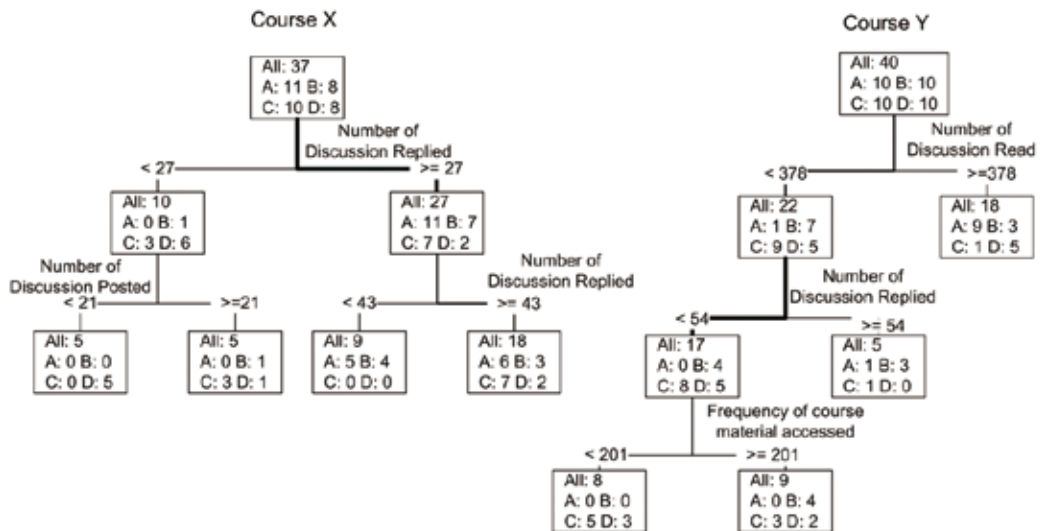 Course X
All: 37
A: 11 B: 8
C: 10 D: 8
Number of
Discussion Replied
< 27
>= 27
All: 10
A: 0 B: 1
C: 3 D: 6
All: 27
A: 11 B: 7
C: 7 D: 2
Number of
Discussion Posted
< 21
>=21
Number of
Discussion Replied
< 43
>= 43
All: 5
A: 0 B: 0
C: 0 D: 5
All: 5
A: 0 B: 1
C: 3 D: 1
All: 9
A: 5 B: 4
C: 0 D: 0
All: 18
A: 6 B: 3
C: 7 D: 2
Course Y
All: 40
A: 10 B: 10
C: 10 D: 10
Number of
Discussion Read
< 378
>=378
All: 22
A: 1 B: 7
C: 9 D: 5
All: 18
A: 9 B: 3
C: 1 D: 5
Number of
Discussion Replied
< 54
>= 54
All: 17
A: 0 B: 4
C: 8 D: 5
All: 5
A: 1 B: 3
C: 1 D: 0
Frequency of course
material accessed
< 201
>= 201
All: 8
A: 0 B: 0
C: 5 D: 3
All: 9
A: 0 B: 4
C: 3 D: 2